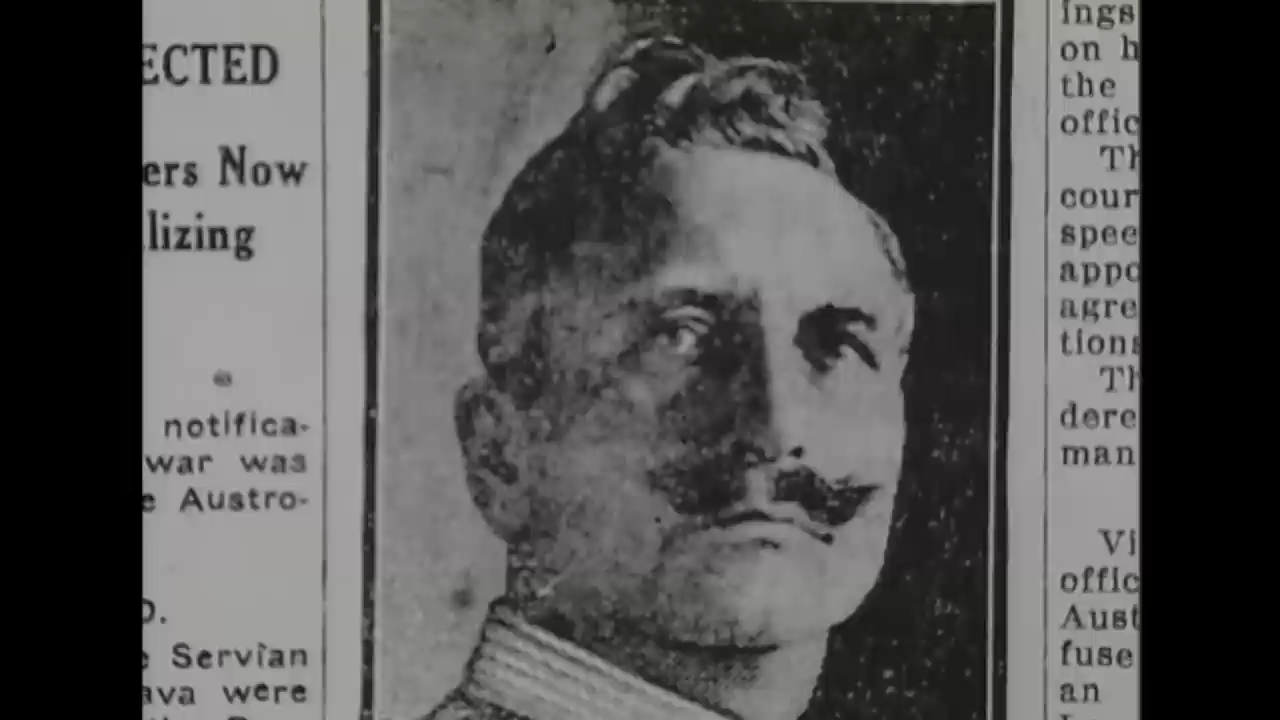 ECTED
ers Now
lizing
notifica-
war was
e Austro-
O.
e Servian
ava were
ings
on h
the
offic
Th
cour
spee
appo
agre
tions
Th
dere
man
Vi
offic
Aust
fuse
an